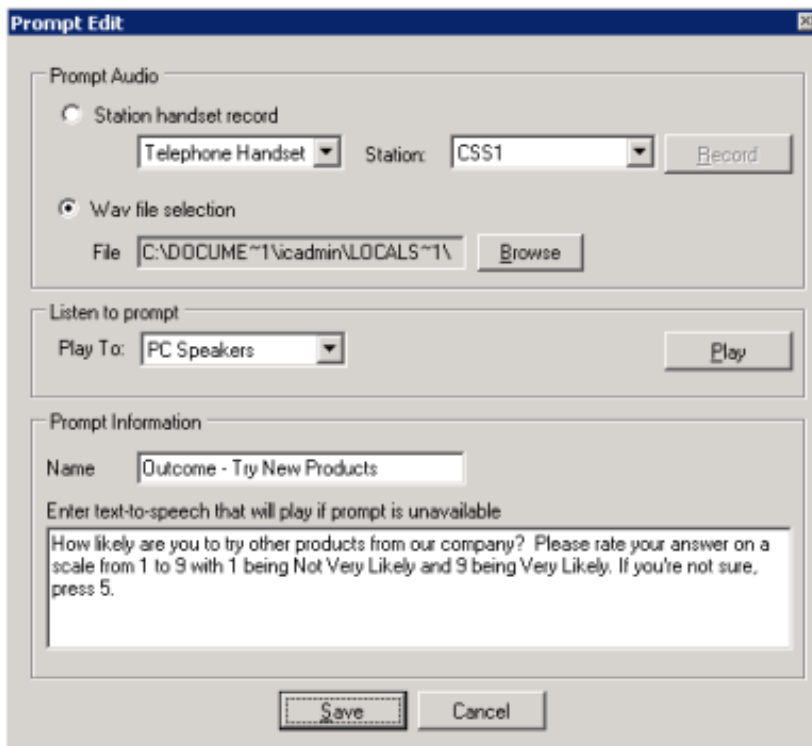 Prompt Edit
Prompt Audio
Station handset record
Telephone Handset Station: CSS1 Record
Wav file selection
File C:\DOCUME~1\icadmin\LOCALS~1\ Browse
Listen to prompt
Play To: PC Speakers Play
Prompt Information
Name Outcome - Try New Products
Enter text-to-speech that will play if prompt is unavailable
How likely are you to try other products from our company? Please rate your answer on a
scale from 1 to 9 with 1 being Not Very Likely and 9 being Very Likely. If you're not sure,
press 5.
Save Cancel